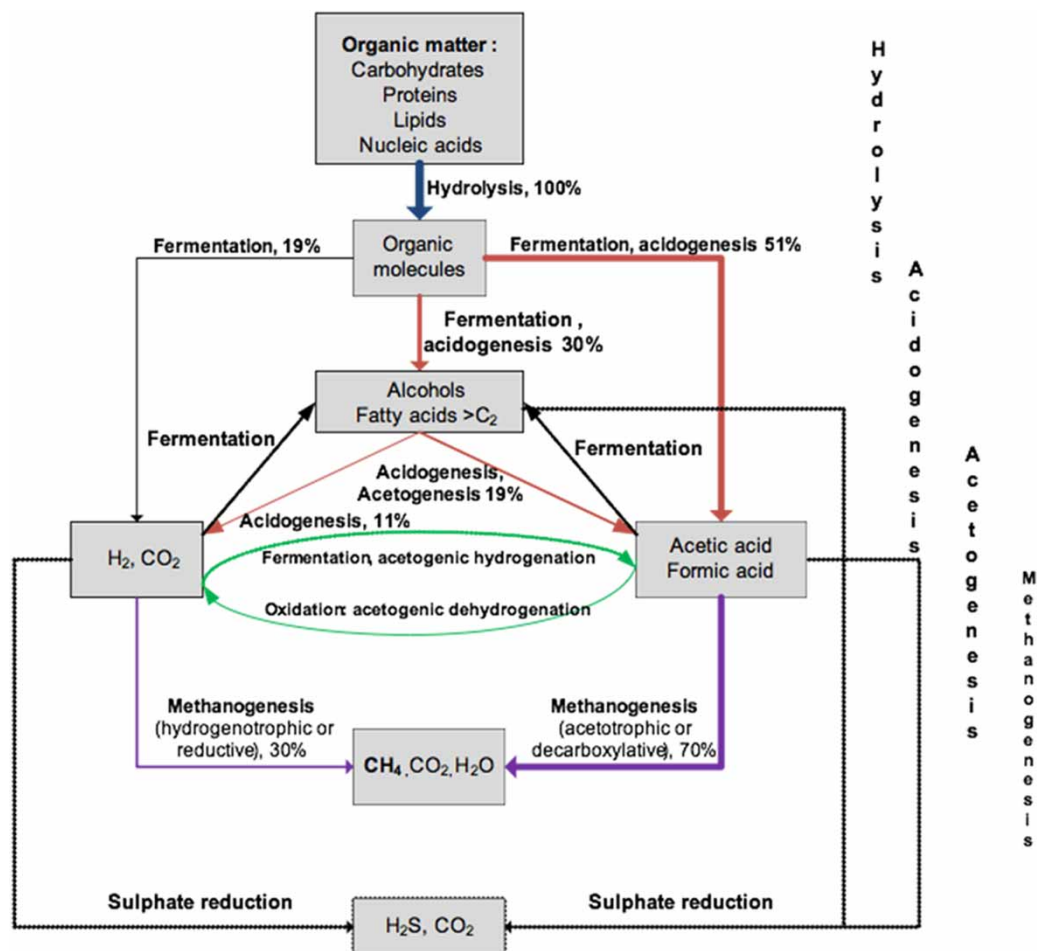 Organic matter :
Carbohydrates
Proteins
Lipids
Nucleic acids
Hydrolysis, 100%
Fermentation, 19%
Organic
molecules
Fermentation, acidogenesis 51%
Fermentation ,
acidogenesis 30%
Alcohols
Fatty acids >C₂
Fermentation
Fermentation
Acidogenesis,
Acetogenesis 19%
Acidogenesis, 11%
H₂, CO₂
Fermentation, acetogenic hydrogenation
Acetic acid
Formic acid
Oxidation: acetogenic dehydrogenation
Methanogenesis
(hydrogenotrophic or
reductive), 30%
Methanogenesis
(acetotrophic or
decarboxylative), 70%
CH₄,CO₂,H₂O
Sulphate reduction
Sulphate reduction
H₂S, CO₂
Hydrolysis
Acidogenesis
Acetogenesis
Methanogenesis